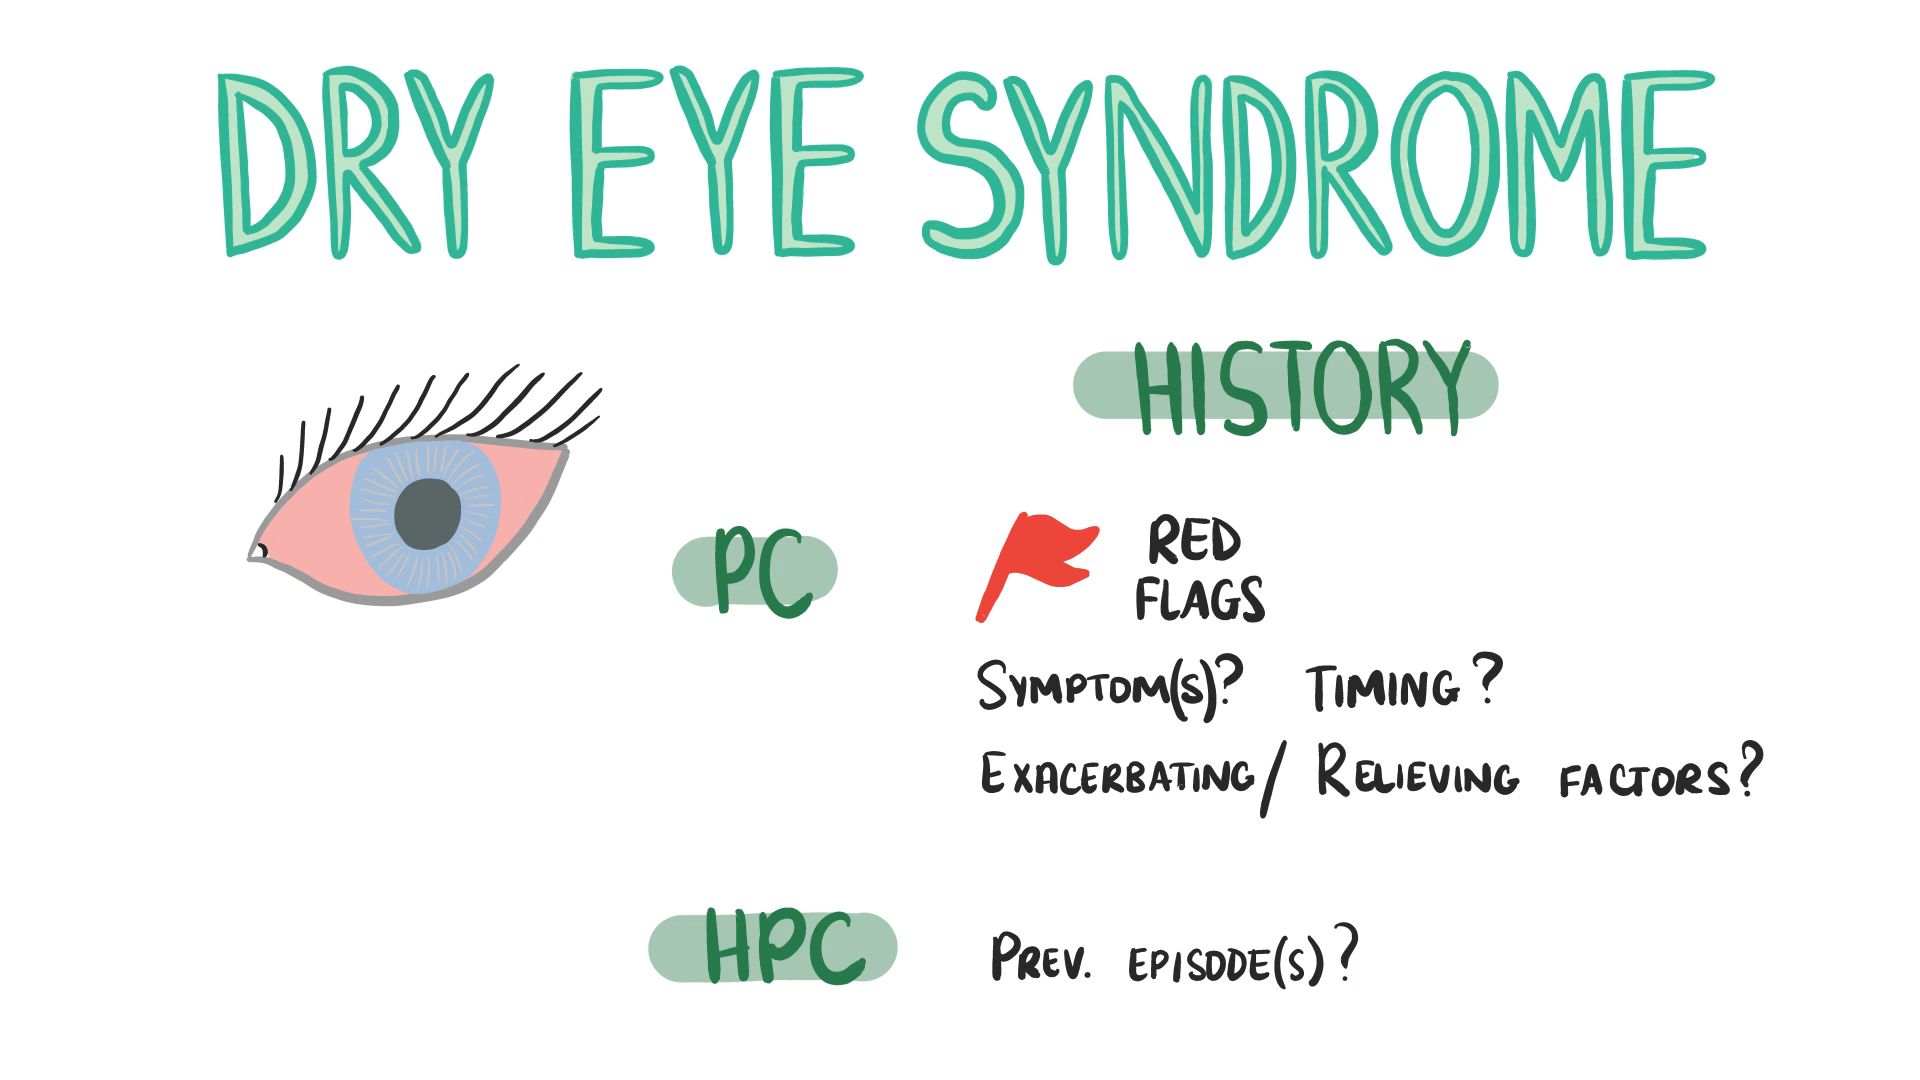 DRY EYE SYNDROME
HISTORY
PC
RED
FLAGS
SYMPTOM(S)? TIMING?
EXACERBATING/ RELIEVING FACTORS?
HPC
PREV. EPISODE(S)?